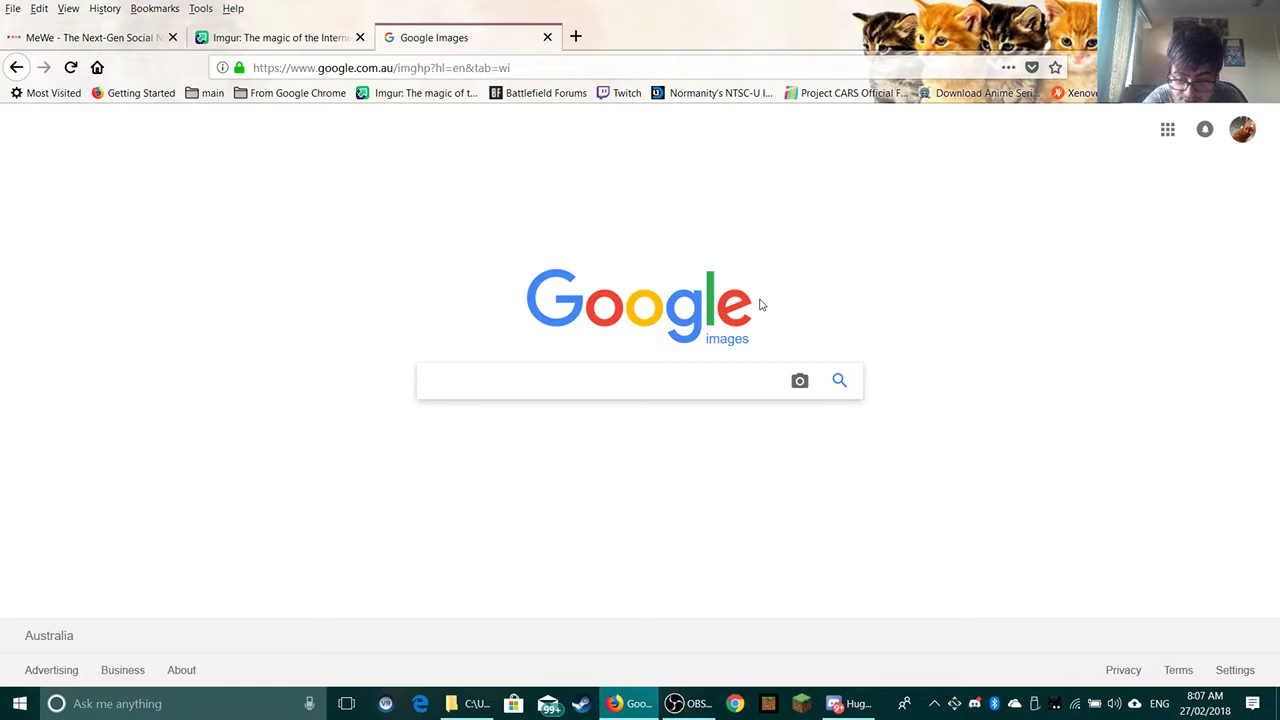 File Edit View History Bookmarks Tools Help
MeWe - The Next-Gen Social N Imgur: The magic of the Interne Google Images
https://www.google.com.au/imghp?hl=en&tab=wi
Most Visited Getting Started main From Google Chrome Imgur: The magic of t... Battlefield Forums Twitch Normanity's NTSC-U I... Project CARS Official F... Download Anime Seri... Xenove
Google
images
Australia
Advertising Business About Privacy Terms Settings
Ask me anything C\U... 99+ Goo... OBS... Hug... ENG 8:07 AM
27/02/2018